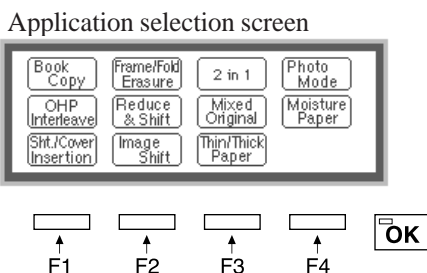 Application selection screen
Book Copy
Frame/Fold Erasure
2 in 1
Photo Mode
OHP Interleave
Reduce & Shift
Mixed Original
Moisture Paper
Sht./Cover Insertion
Image Shift
Thin/Thick Paper
F1 F2 F3 F4 OK